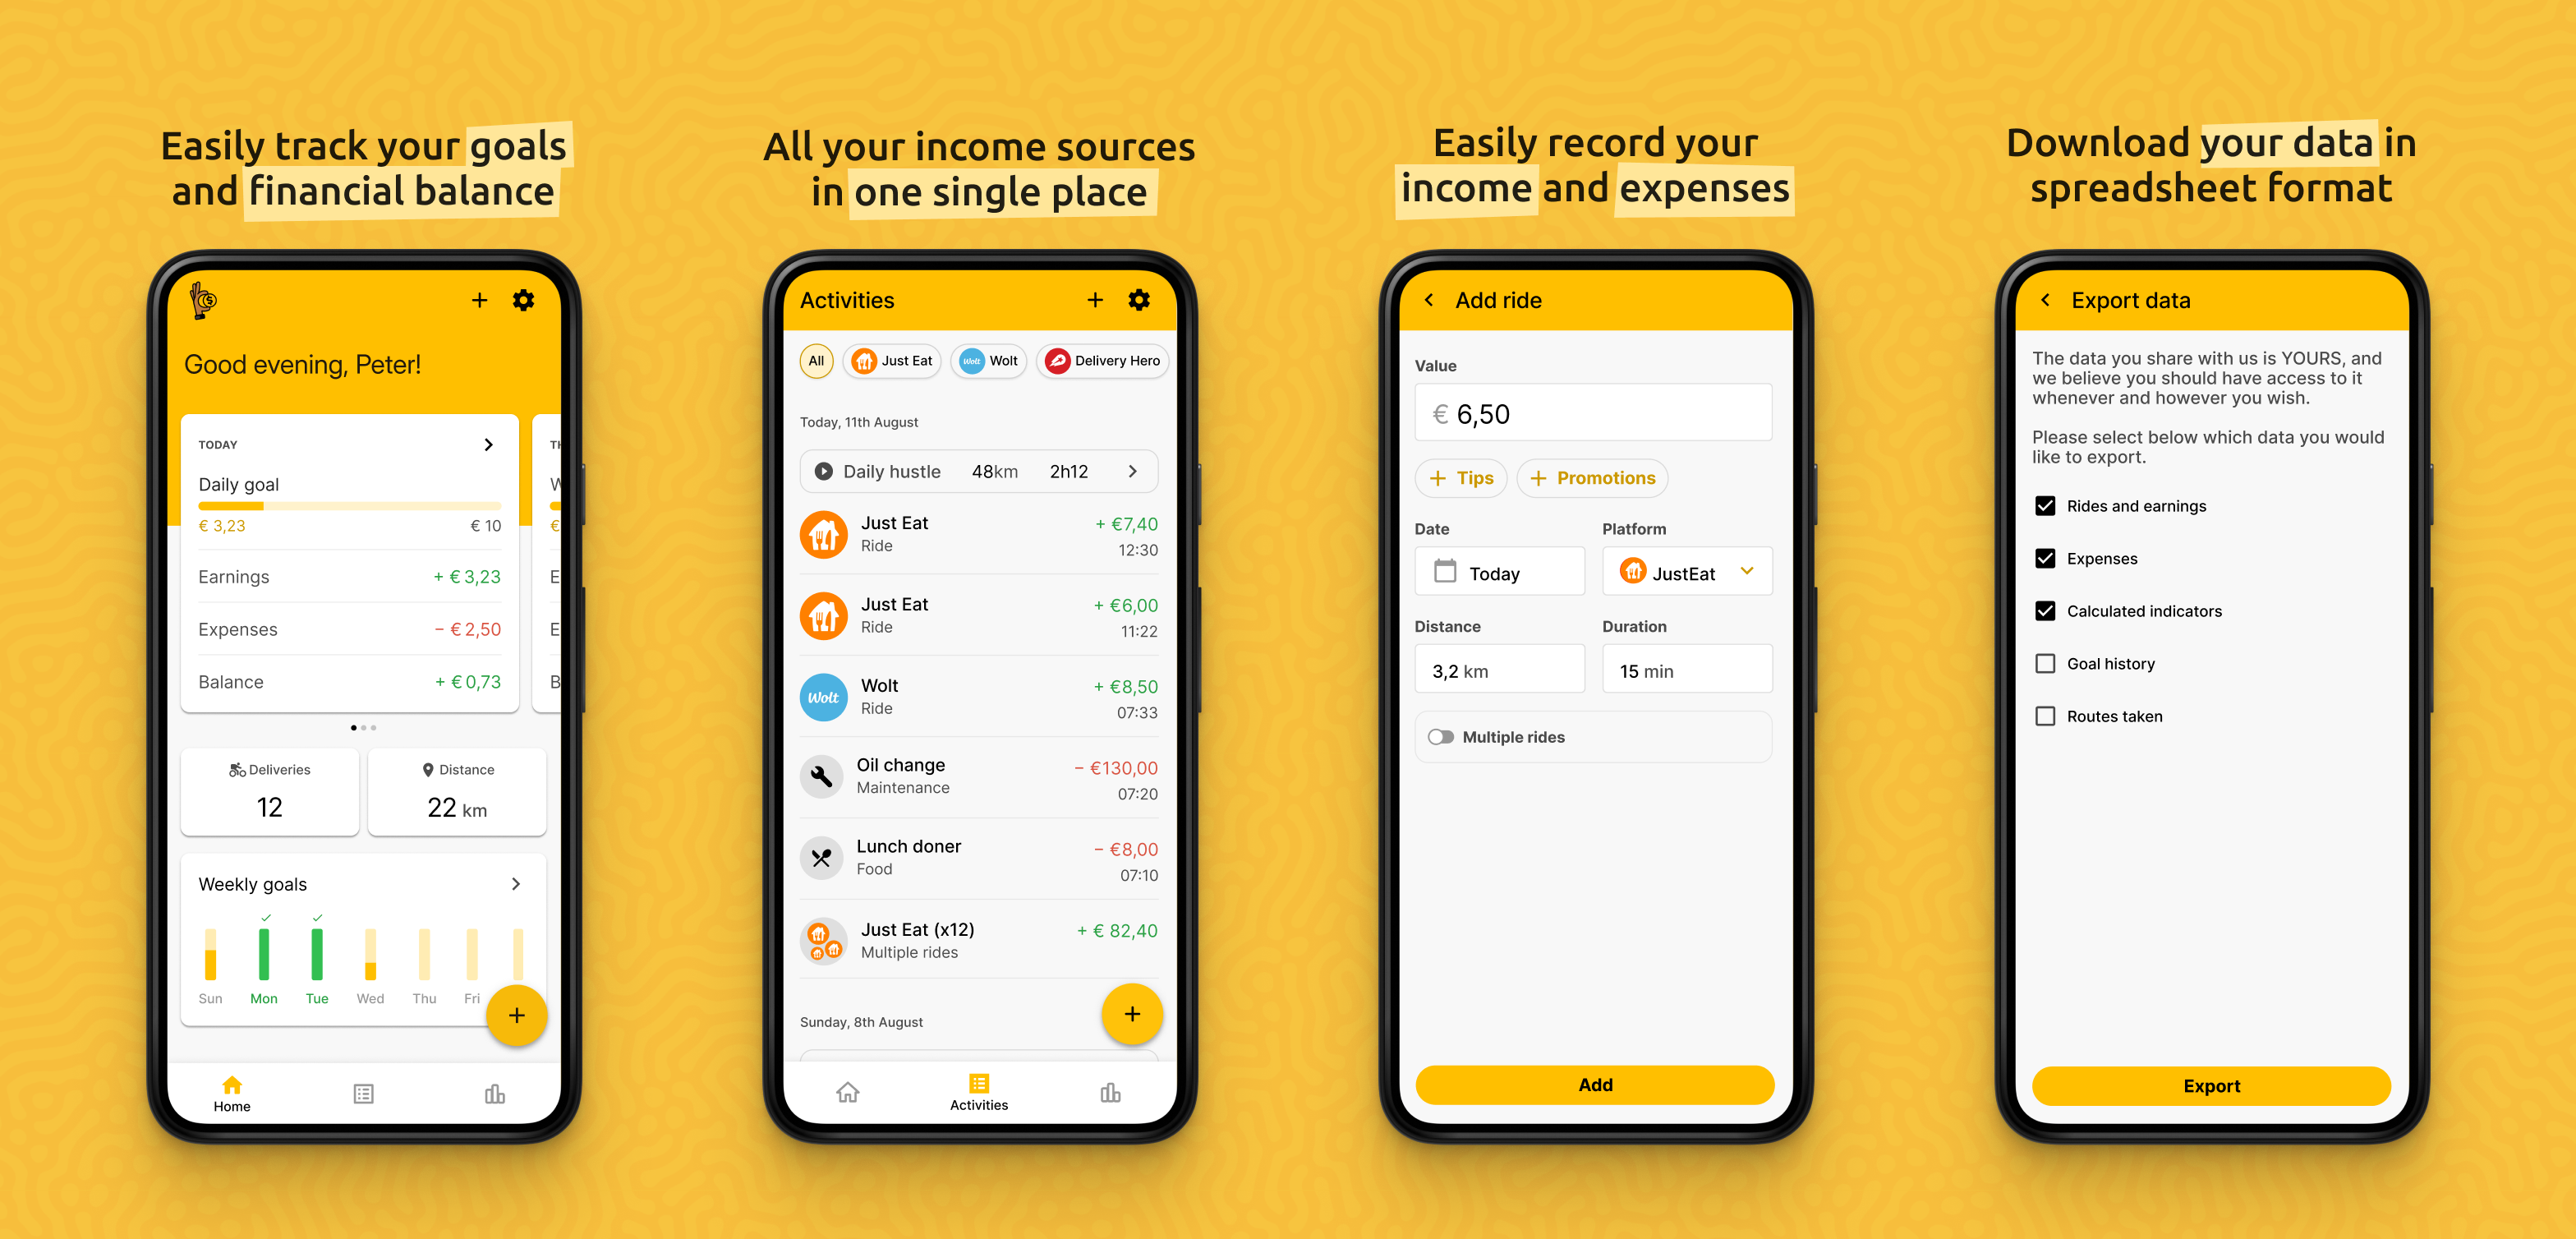 Easily track your goals
and financial balance
Good evening, Peter!
TODAY
Daily goal
€ 3,23
€ 10
Earnings
+ € 3,23
Expenses
− € 2,50
Balance
+ € 0,73
Deliveries
12
Distance
22 km
Weekly goals
Sun Mon Tue Wed Thu Fri
Home
All your income sources
in one single place
Activities
All
Just Eat
Wolt
Wolt
Delivery Hero
Today, 11th August
Daily hustle 48km 2h12
Just Eat + €7,40
Ride 12:30
Just Eat + €6,00
Ride 11:22
Wolt
Wolt + €8,50
Ride 07:33
Oil change − €130,00
Maintenance 07:20
Lunch doner − €8,00
Food 07:10
Just Eat (x12) + € 82,40
Multiple rides
Sunday, 8th August
Activities
Easily record your
income and expenses
Add ride
Value
€ 6,50
+ Tips
+ Promotions
Date
Today
Platform
JustEat
Distance
3,2 km
Duration
15 min
Multiple rides
Add
Download your data in
spreadsheet format
Export data
The data you share with us is YOURS, and
we believe you should have access to it
whenever and however you wish.
Please select below which data you would
like to export.
Rides and earnings
Expenses
Calculated indicators
Goal history
Routes taken
Export